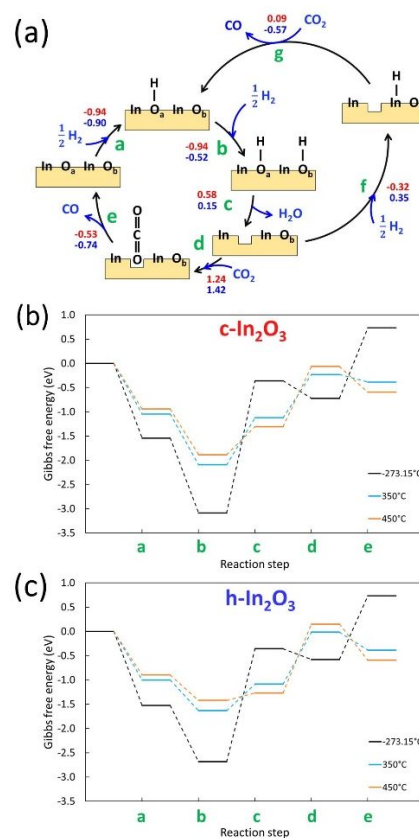 (a)
CO
0.09
-0.57
CO2
g
H
In Oa In Ob
-0.94
-0.90
½H2
a
½H2
b
-0.94
-0.52
H H
In Oa In Ob
H
In In Ob
In Oa In Ob
0.58
0.15
c
H2O
f
-0.32
0.35
½H2
CO
e
-0.53
-0.74
O
C
In O In Ob
d
In In Ob
CO2
1.24
1.42
(b)
c-In2O3
Gibbs free energy (eV)
1.0
0.5
0.0
-0.5
-1.0
-1.5
-2.0
-2.5
-3.0
-3.5
-273.15°C
350°C
450°C
a b c d e
Reaction step
(c)
h-In2O3
Gibbs free energy (eV)
1.0
0.5
0.0
-0.5
-1.0
-1.5
-2.0
-2.5
-3.0
-3.5
-273.15°C
350°C
450°C
a b c d e
Reaction step